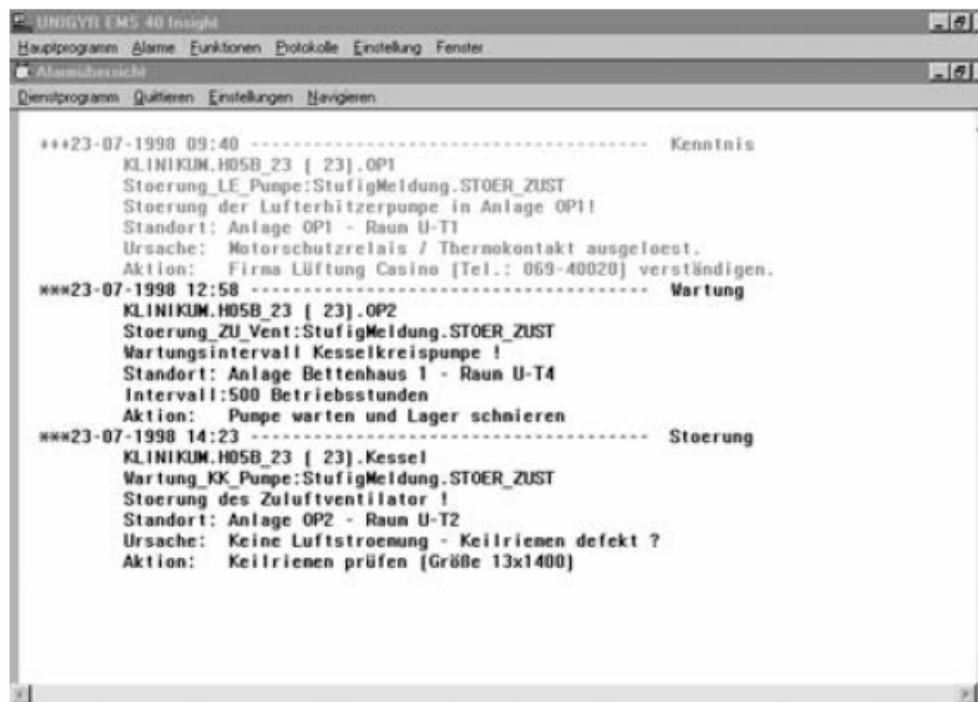 UNIGYR EMS 40 Insight
Hauptprogramm Alarme Funktionen Protokolle Einstellung Fenster
Alarmübersicht
Dienstprogramm Quittieren Einstellungen Navigieren
+++23-07-1998 09:40 -------------------------------------- Kenntnis
KLINIKUM.H05B_23 [ 23].OP1
Stoerung_LE_Pumpe:StufigMeldung.STOER_ZUST
Stoerung der Lufterhitzerpumpe in Anlage OP1!
Standort: Anlage OP1 - Raum U-T1
Ursache: Motorschutzrelais / Thermokontakt ausgeloest.
Aktion: Firma Lüftung Casino [Tel.: 069-40020] verständigen.
***23-07-1998 12:58 -------------------------------------- Wartung
KLINIKUM.H05B_23 [ 23].OP2
Stoerung_ZU_Vent:StufigMeldung.STOER_ZUST
Wartungsintervall Kesselkreispumpe !
Standort: Anlage Bettenhaus 1 - Raum U-T4
Intervall:500 Betriebsstunden
Aktion: Pumpe warten und Lager schmieren
***23-07-1998 14:23 -------------------------------------- Stoerung
KLINIKUM.H05B_23 [ 23].Kessel
Wartung_KK_Pumpe:StufigMeldung.STOER_ZUST
Stoerung des Zuluftventilator !
Standort: Anlage OP2 - Raum U-T2
Ursache: Keine Luftstroemung - Keilriemen defekt ?
Aktion: Keilriemen prüfen [Größe 13x1400]